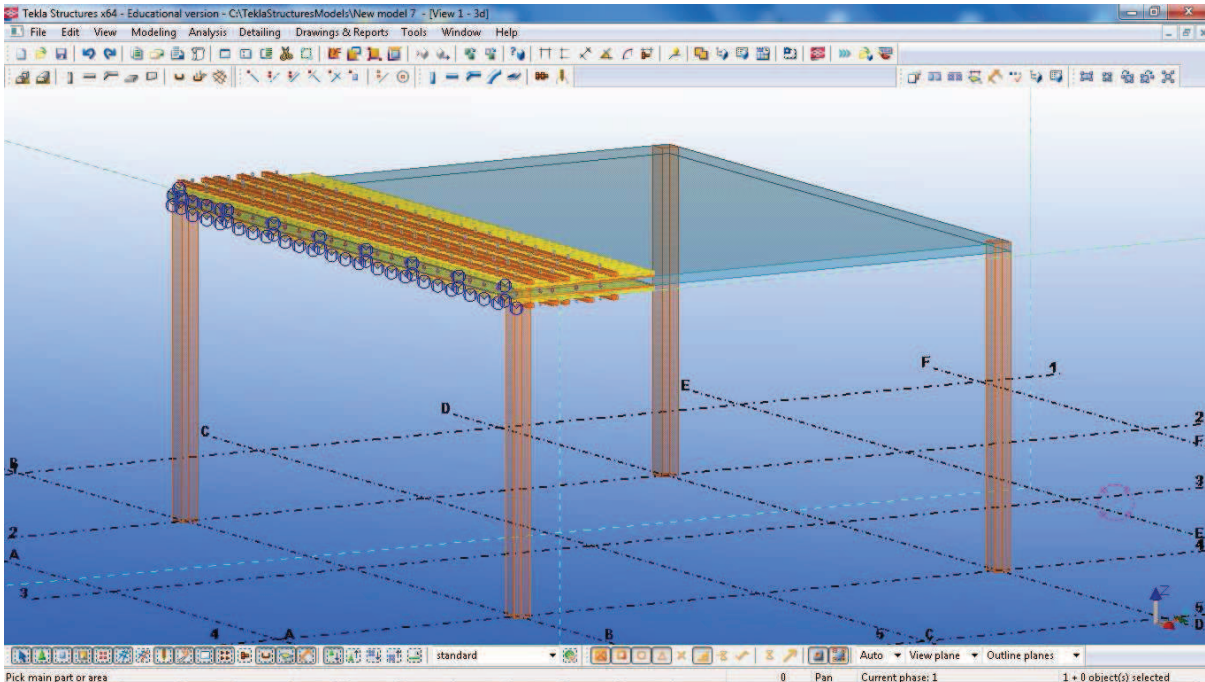 Tekla Structures x64 - Educational version - C:\TeklaStructuresModels\New model 7 - [View 1 - 3d]
File Edit View Modeling Analysis Detailing Drawings & Reports Tools Window Help
F 1
E
D 2
C F
B 3
2 E
A 4
3
4 A B 5 C 5
D
Z
standard Auto View plane Outline planes
Pick main part or area 0 Pan Current phase: 1 1 + 0 object(s) selected